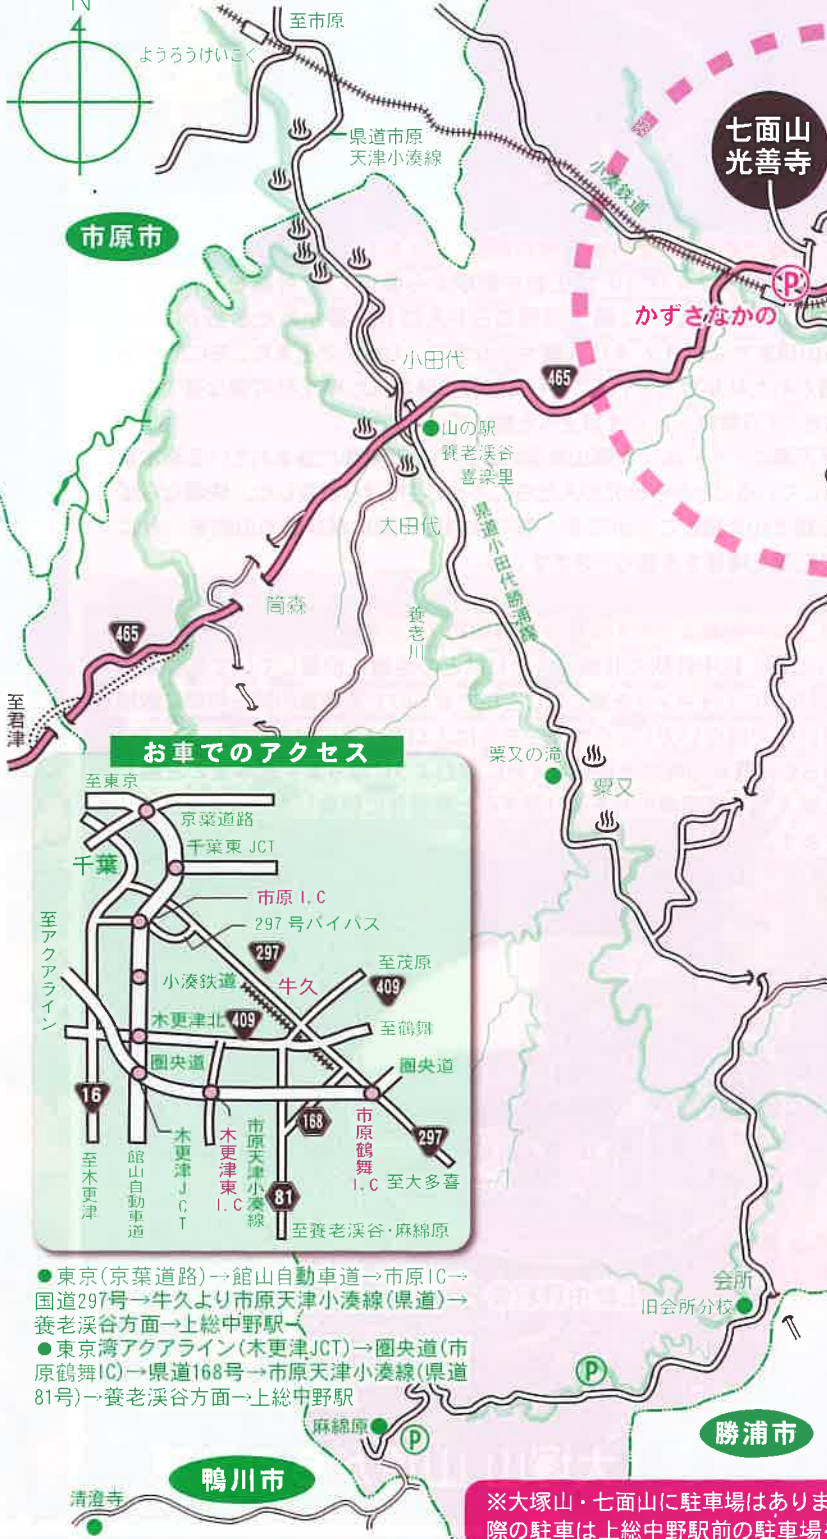 N
至市原
ようろうけいこく
県道市原
天津小湊線
七面山
光善寺
小湊鉄道
市原市
P
かずさなかの
小田代
465
山の駅
養老渓谷
喜楽里
大田代
県道小田代勝浦線
養老川
筒森
465
至君津
粟又の滝
粟又
お車でのアクセス
至東京
京葉道路
千葉東 JCT
千葉
市原 I.C
297 号バイパス
至アクアライン
297
至茂原
小湊鉄道
牛久
409
木更津北
409
至鶴舞
圏央道
圏央道
16
168
297
至木更津
館山自動車道
木更津JCT
木更津東I.C
市原天津小湊線
市原鶴舞I.C
至大多喜
81
至養老渓谷・麻綿原
●東京(京葉道路)→館山自動車道→市原IC→
国道297号→牛久より市原天津小湊線(県道)→
養老渓谷方面→上総中野駅
●東京湾アクアライン(木更津JCT)→圏央道(市
原鶴舞IC)→県道168号→市原天津小湊線(県道
81号)→養老渓谷方面→上総中野駅
会所
旧会所分校
P
麻綿原
P
勝浦市
鴨川市
清澄寺
※大塚山・七面山に駐車場はありま
際の駐車は上総中野駅前の駐車場